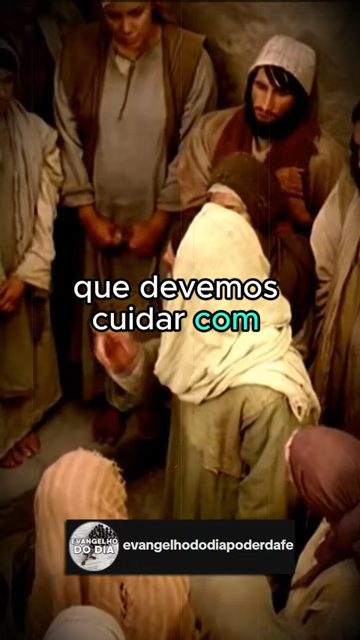 que devemos
cuidar com
EVANGELHO
DO DIA
evangelhododiapoderdafe